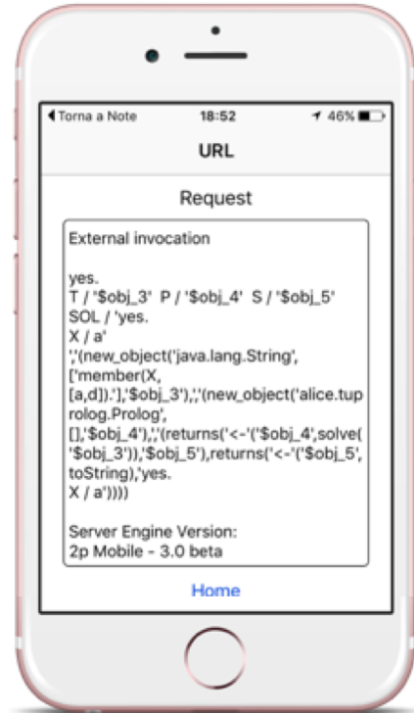 Torna a Note 18:52 46%
URL
Request
External invocation
yes.
T / '$obj_3' P / '$obj_4' S / '$obj_5'
SOL / 'yes.
X / a'
','(new_object('java.lang.String',
['member(X,
[a,d]).'],'$obj_3'),','(new_object('alice.tup
rolog.Prolog',
[],'$obj_4'),','(returns('<-'('$obj_4',solve(
'$obj_3')),'$obj_5'),returns('<-'('$obj_5',
toString),'yes.
X / a'))))
Server Engine Version:
2p Mobile - 3.0 beta
Home